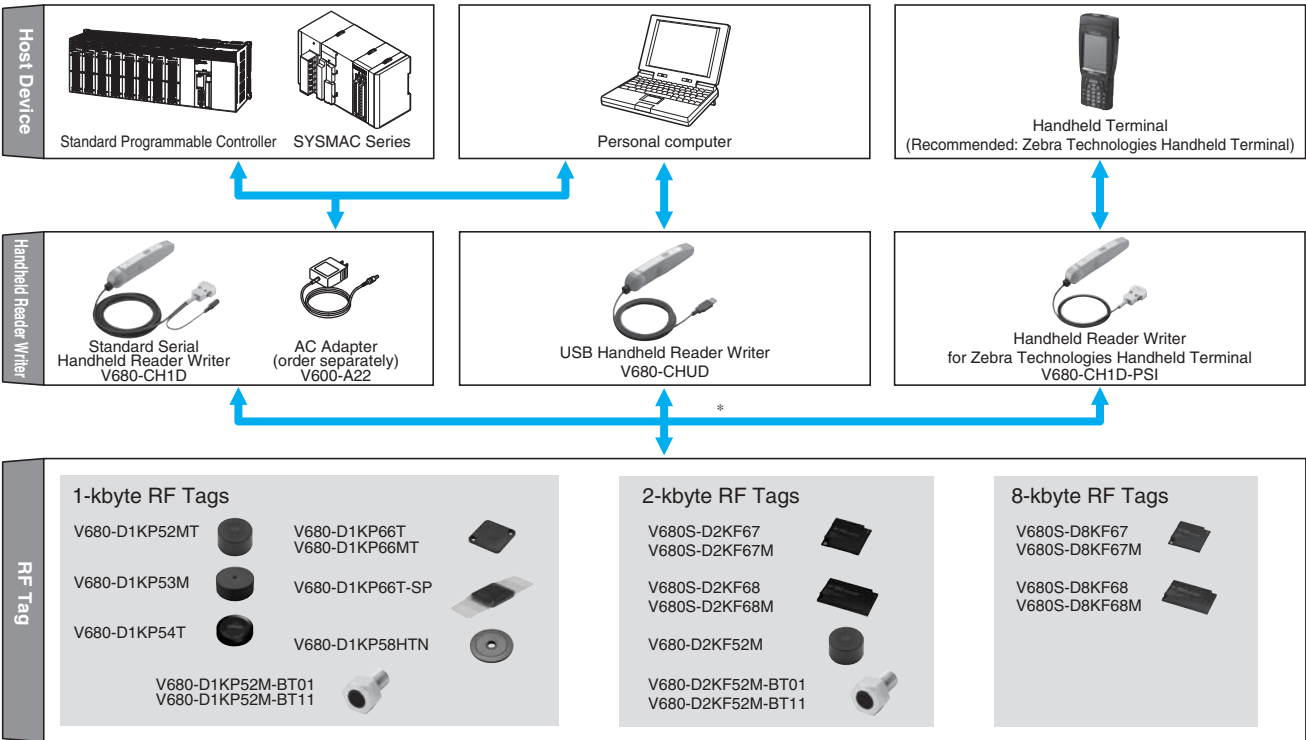 Host Device
Standard Programmable Controller
SYSMAC Series
Personal computer
Handheld Terminal
(Recommended: Zebra Technologies Handheld Terminal)
Handheld Reader Writer
Standard Serial
Handheld Reader Writer
V680-CH1D
AC Adapter
(order separately)
V600-A22
USB Handheld Reader Writer
V680-CHUD
Handheld Reader Writer
for Zebra Technologies Handheld Terminal
V680-CH1D-PSI
*
RF Tag
1-kbyte RF Tags
V680-D1KP52MT
V680-D1KP53M
V680-D1KP54T
V680-D1KP66T
V680-D1KP66MT
V680-D1KP66T-SP
V680-D1KP58HTN
V680-D1KP52M-BT01
V680-D1KP52M-BT11
2-kbyte RF Tags
V680S-D2KF67
V680S-D2KF67M
V680S-D2KF68
V680S-D2KF68M
V680-D2KF52M
V680-D2KF52M-BT01
V680-D2KF52M-BT11
8-kbyte RF Tags
V680S-D8KF67
V680S-D8KF67M
V680S-D8KF68
V680S-D8KF68M